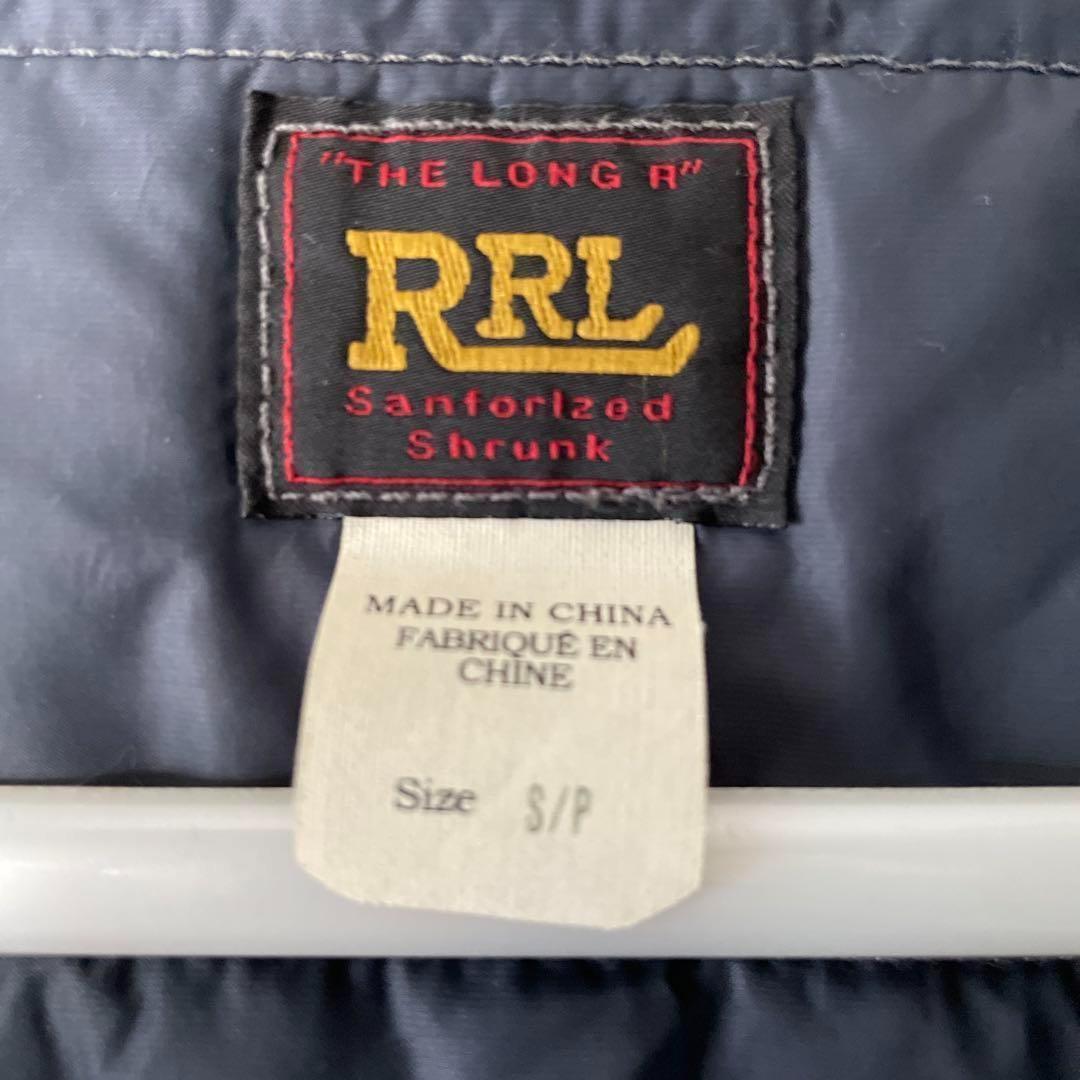 "THE LONG R"
RRL
Sanforized
Shrunk
MADE IN CHINA
FABRIQUÉ EN
CHINE
Size S/P